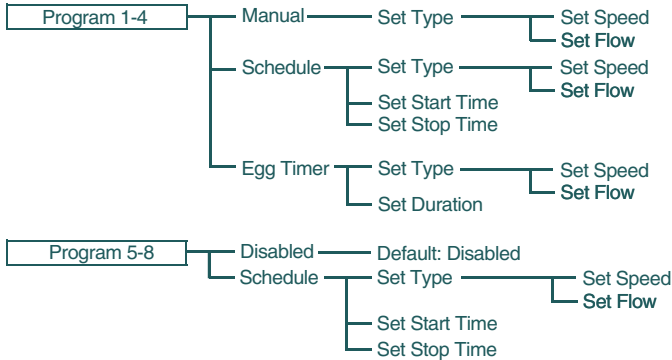 Program 1-4 Manual Set Type Set Speed
Set Flow
Schedule Set Type Set Speed
Set Flow
Set Start Time
Set Stop Time
Egg Timer Set Type Set Speed
Set Flow
Set Duration
Program 5-8 Disabled Default: Disabled
Schedule Set Type Set Speed
Set Flow
Set Start Time
Set Stop Time